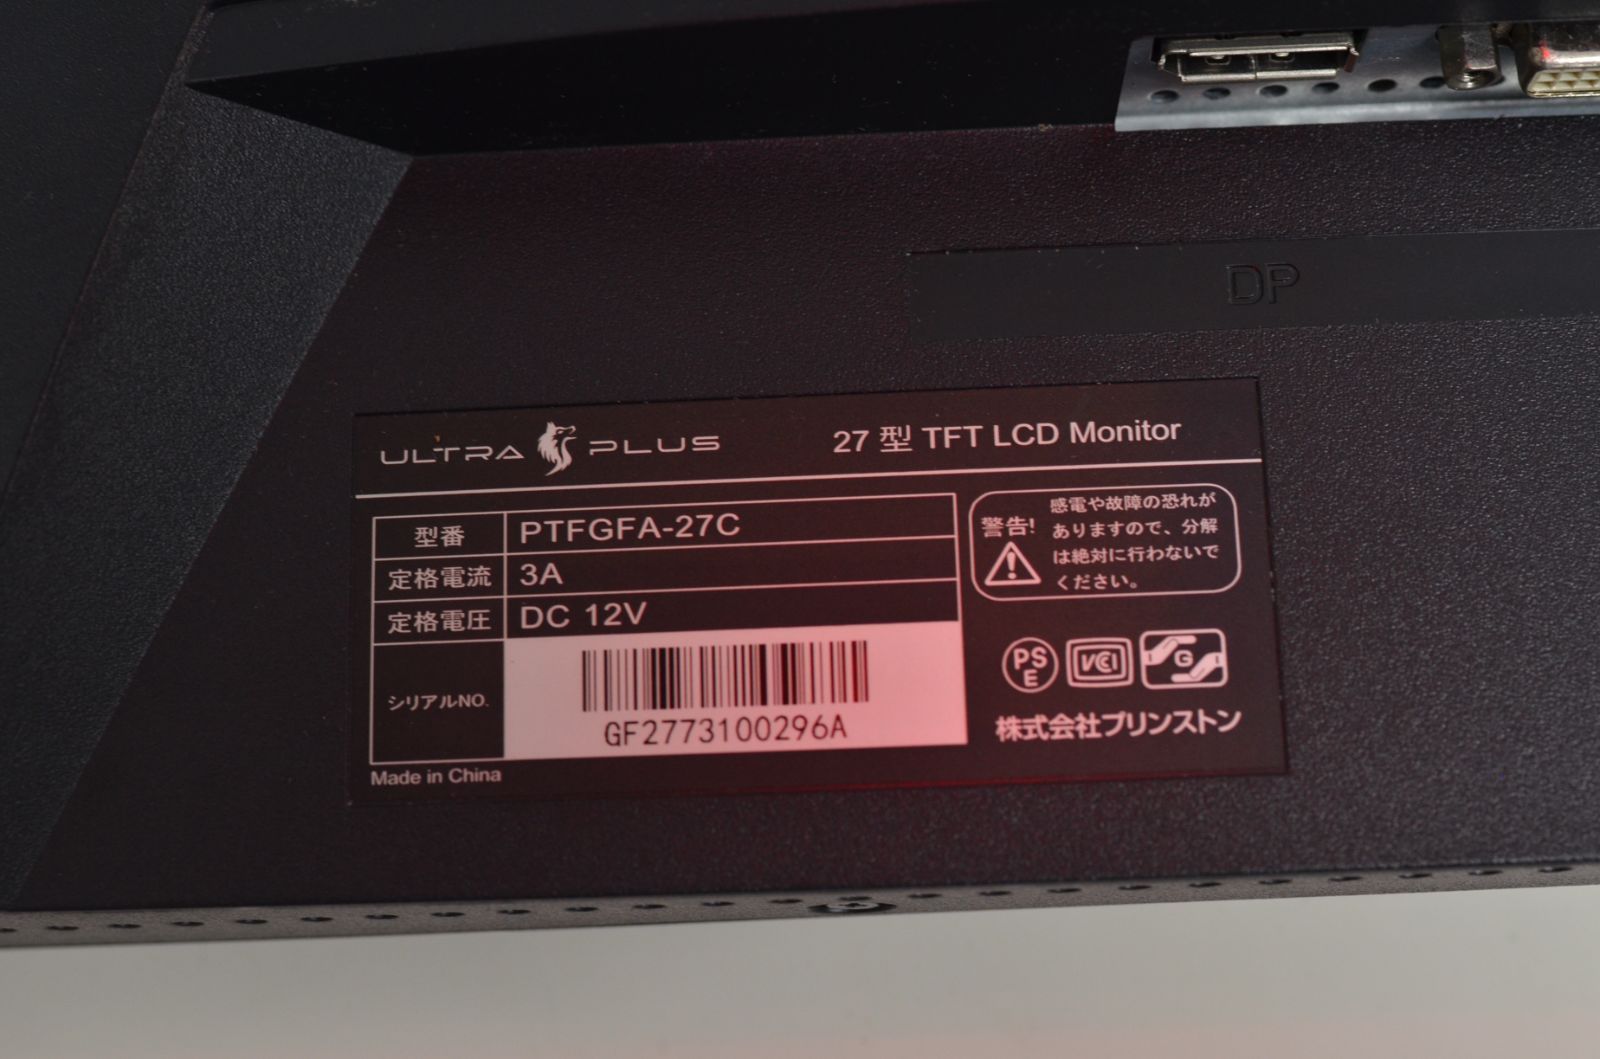 DP
ULTRA PLUS
27 型 TFT LCD Monitor
型番 PTFGFA-27C
定格電流 3A
定格電圧 DC 12V
シリアルNO.
GF2773100296A
Made in China
警告!
感電や故障の恐れが
ありますので、分解
は絶対に行わないで
ください。
PS
E
VCCI
G
株式会社プリンストン